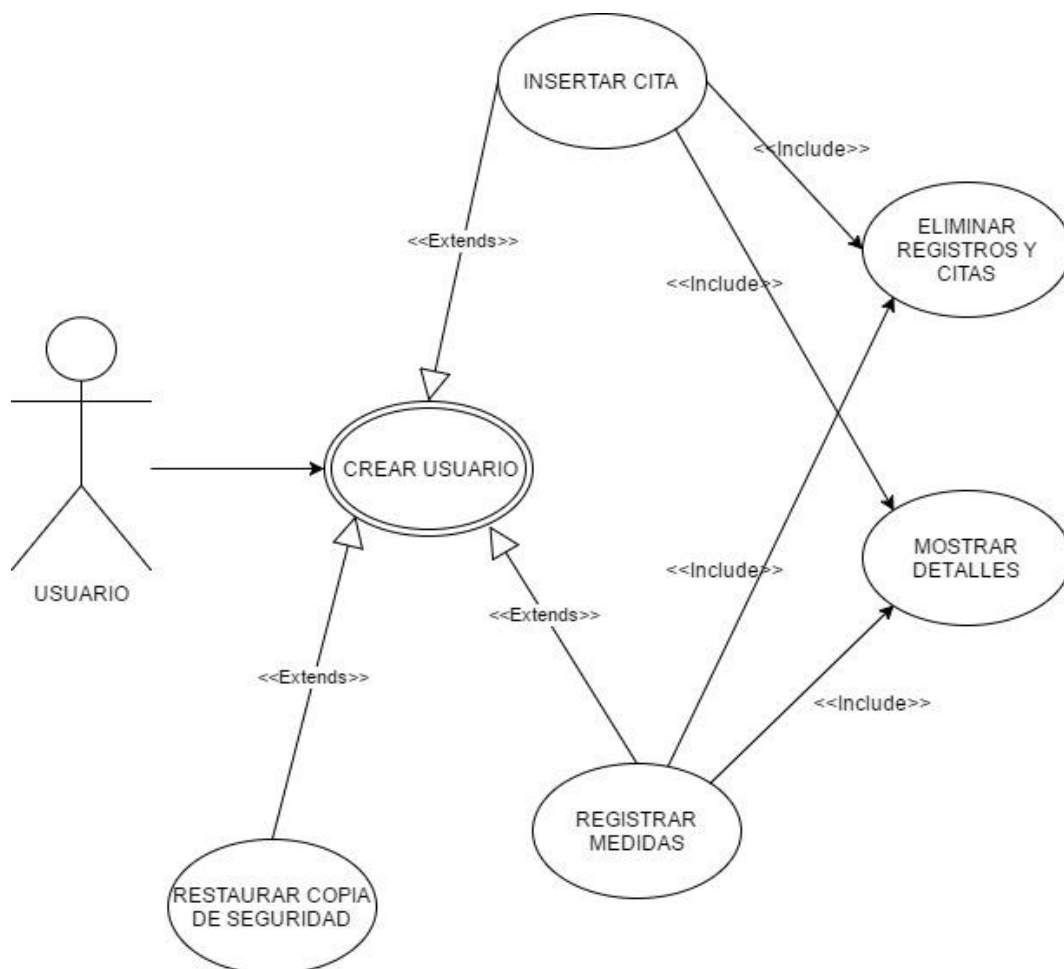 INSERTAR CITA
<<Include>>
ELIMINAR
REGISTROS Y
CITAS
<<Extends>>
<<Include>>
CREAR USUARIO
USUARIO
MOSTRAR
DETALLES
<<Include>>
<<Extends>>
<<Extends>>
<<Include>>
REGISTRAR
MEDIDAS
RESTAURAR COPIA
DE SEGURIDAD